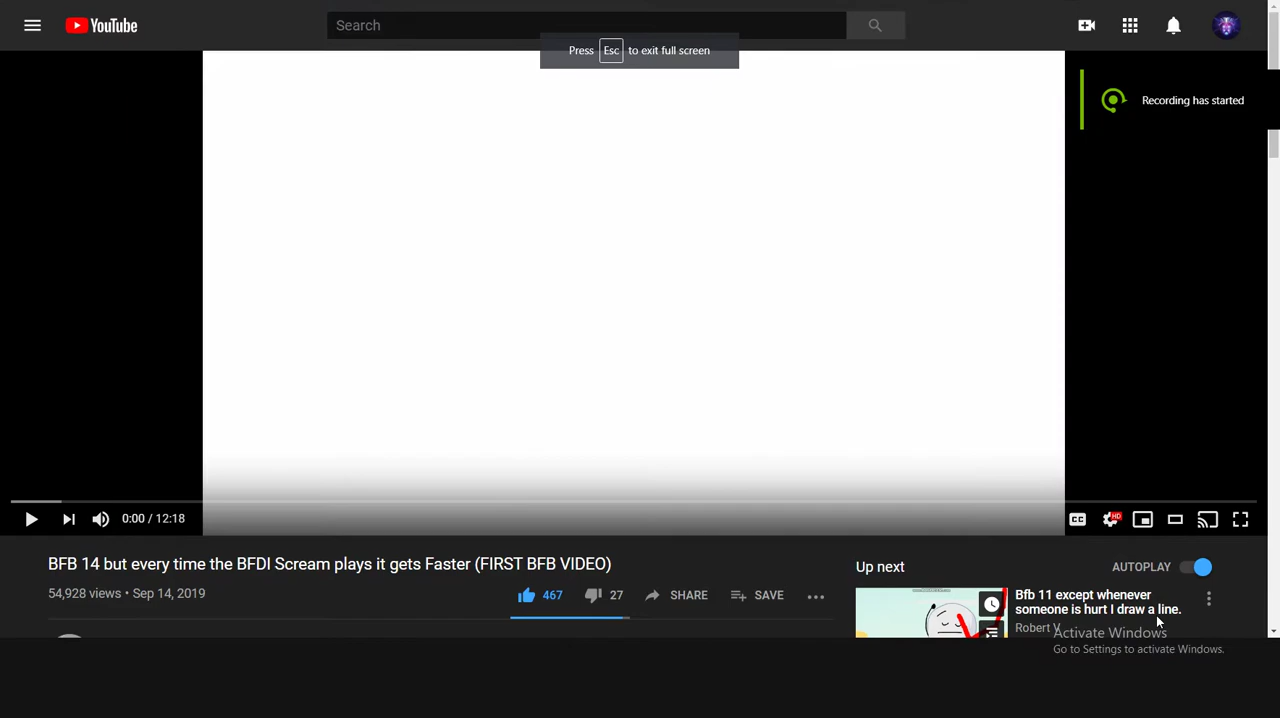 YouTube
Search
Press Esc to exit full screen
Recording has started
0:00 / 12:18
CC
HD
BFB 14 but every time the BFDI Scream plays it gets Faster (FIRST BFB VIDEO)
54,928 views • Sep 14, 2019
467
27
SHARE
SAVE
Up next
AUTOPLAY
Bfb 11 except whenever
someone is hurt I draw a line.
Robert V
Activate Windows
Go to Settings to activate Windows.